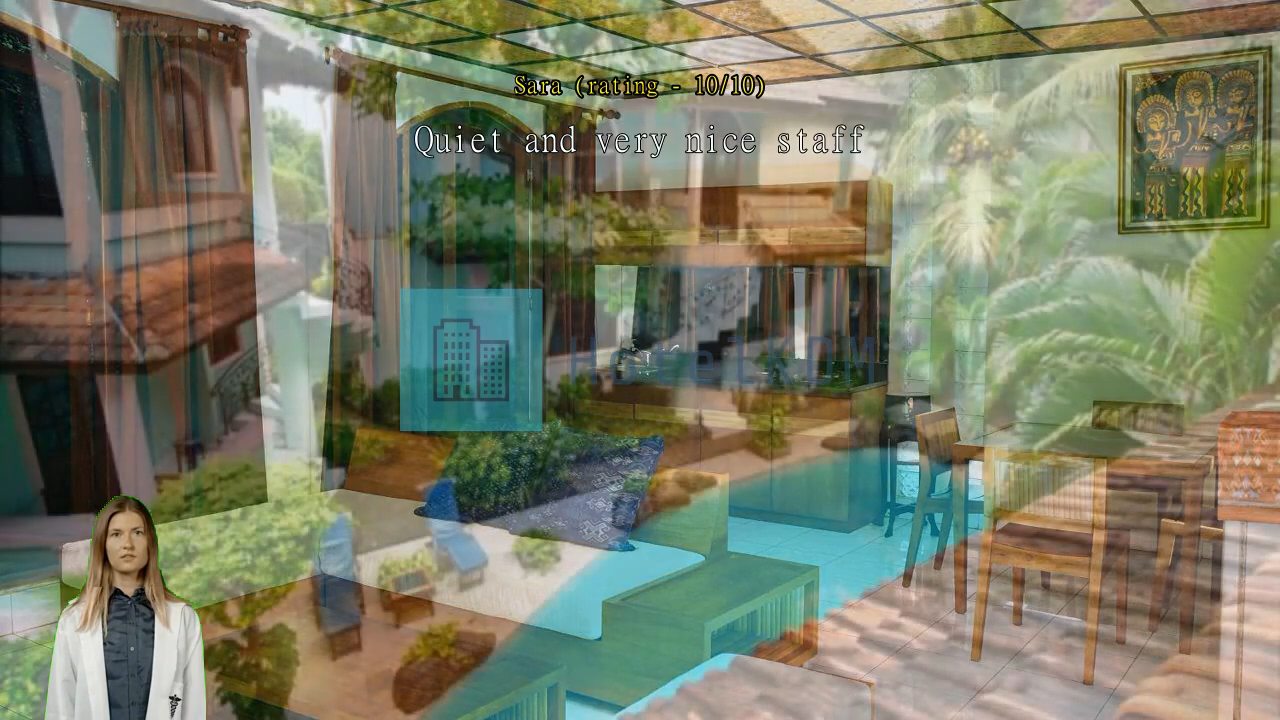 Sara (rating - 10/10)
Quiet and very nice staff